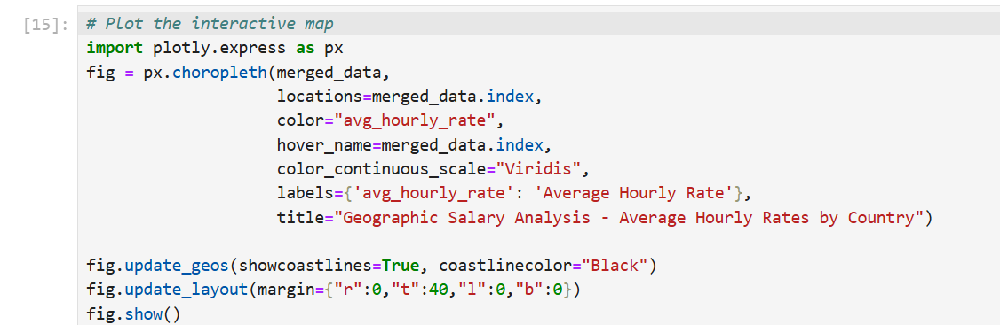 [15]: # Plot the interactive map
import plotly.express as px
fig = px.choropleth(merged_data,
locations=merged_data.index,
color="avg_hourly_rate",
hover_name=merged_data.index,
color_continuous_scale="Viridis",
labels={'avg_hourly_rate': 'Average Hourly Rate'},
title="Geographic Salary Analysis - Average Hourly Rates by Country")
fig.update_geos(showcoastlines=True, coastlinecolor="Black")
fig.update_layout(margin={"r":0,"t":40,"l":0,"b":0})
fig.show()